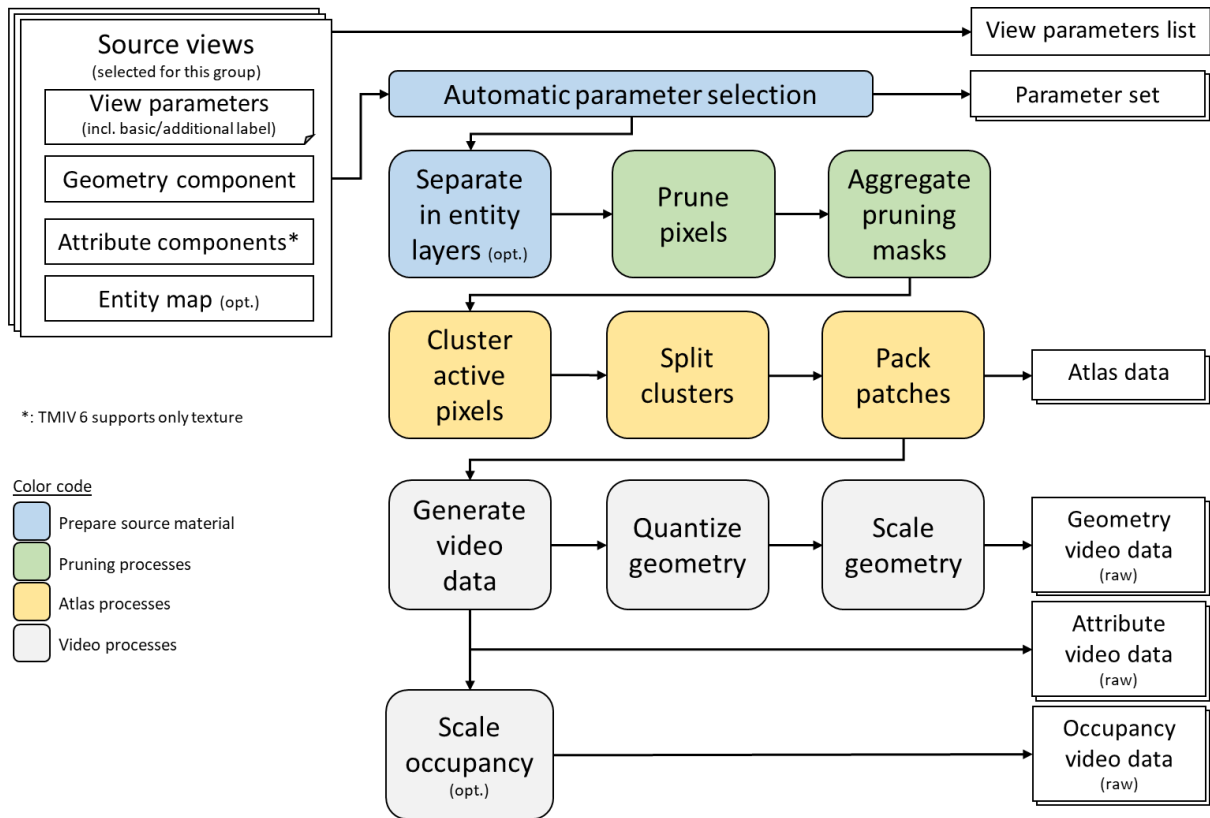 Source views
(selected for this group)
View parameters
(incl. basic/additional label)
Geometry component
Attribute components*
Entity map (opt.)
*: TMIV 6 supports only texture
Color code
Prepare source material
Pruning processes
Atlas processes
Video processes
View parameters list
Automatic parameter selection
Parameter set
Separate
in entity
layers (opt.)
Prune
pixels
Aggregate
pruning
masks
Cluster
active
pixels
Split
clusters
Pack
patches
Atlas data
Generate
video
data
Quantize
geometry
Scale
geometry
Geometry
video data
(raw)
Attribute
video data
(raw)
Scale
occupancy
(opt.)
Occupancy
video data
(raw)